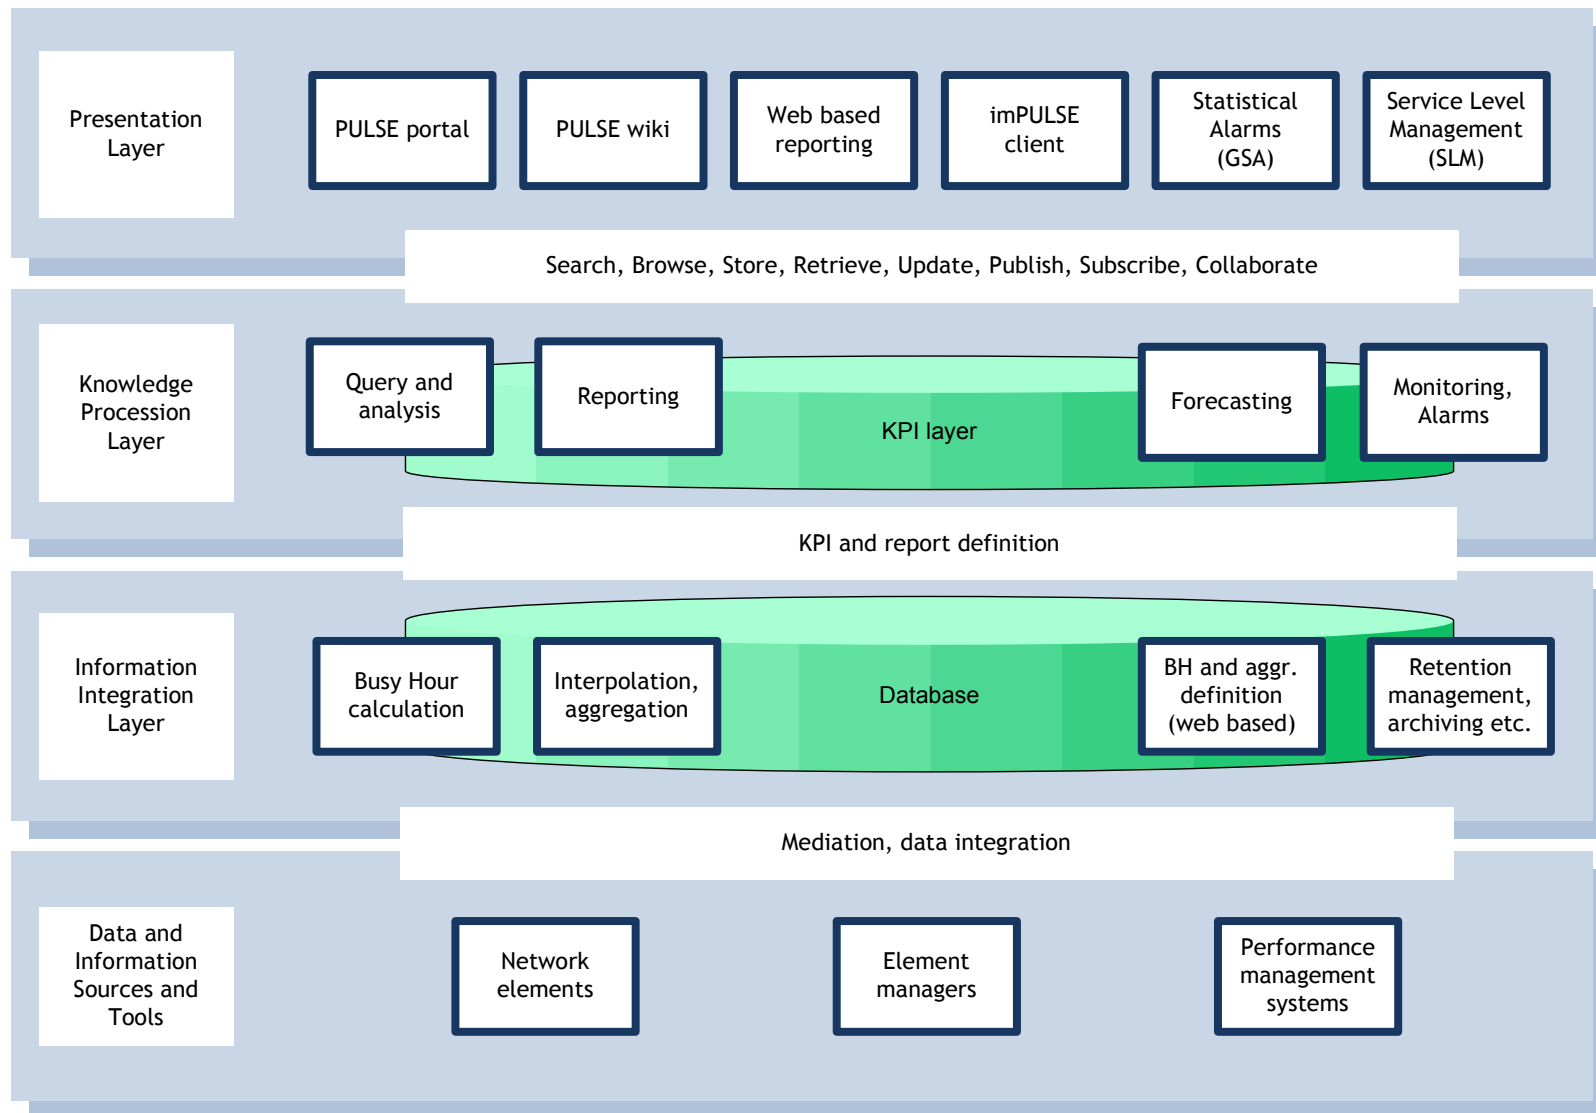 Presentation
Layer
PULSE portal
PULSE wiki
Web based
reporting
imPULSE
client
Statistical
Alarms
(GSA)
Service Level
Management
(SLM)
Search, Browse, Store, Retrieve, Update, Publish, Subscribe, Collaborate
Knowledge
Procession
Layer
Query and
analysis
Reporting
KPI layer
Forecasting
Monitoring,
Alarms
KPI and report definition
Information
Integration
Layer
Busy Hour
calculation
Interpolation,
aggregation
Database
BH and aggr.
definition
(web based)
Retention
management,
archiving etc.
Mediation, data integration
Data and
Information
Sources and
Tools
Network
elements
Element
managers
Performance
management
systems